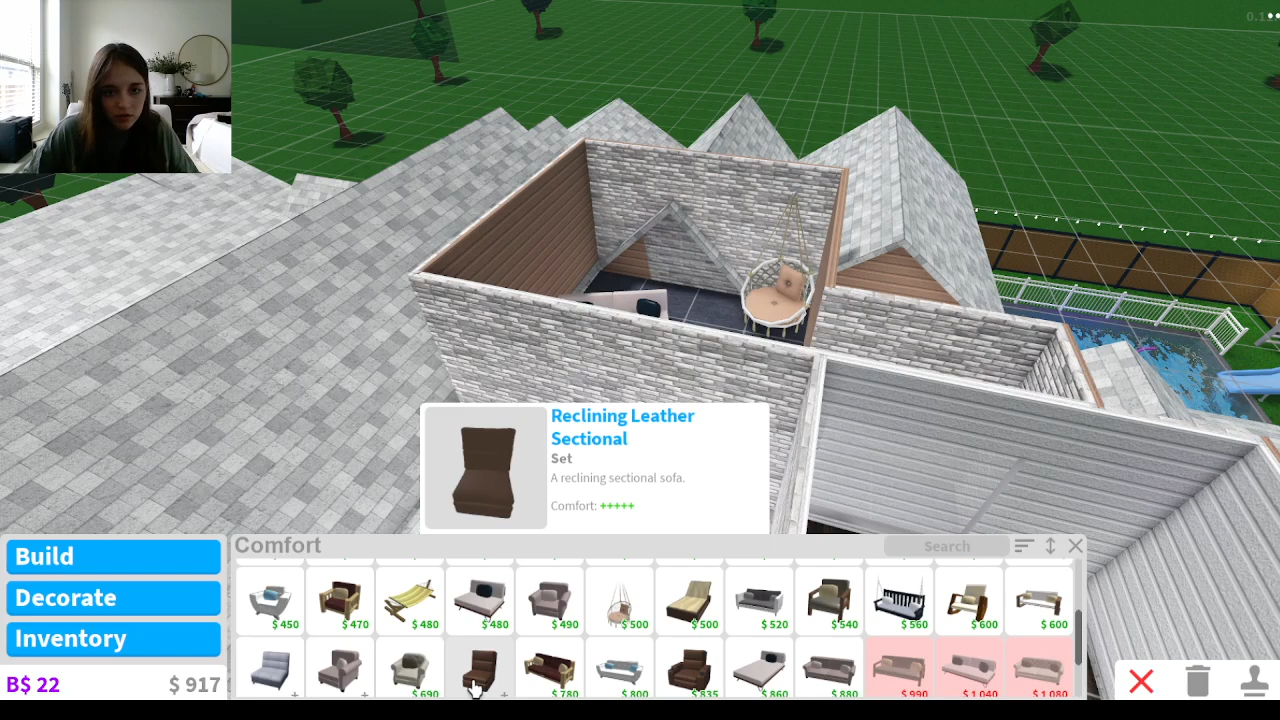 0.1
Reclining Leather
Sectional
Set
A reclining sectional sofa.
Comfort: +++++
Comfort
Search
Build
Decorate
Inventory
$ 450
$ 470
$ 480
$ 480
$ 490
$ 500
$ 500
$ 520
$ 540
$ 560
$ 600
$ 600
+
+
$ 690
+
$ 780
$ 800
$ 835
$ 860
$ 880
$ 990
$ 1 040
$ 1 080
B$ 22
$ 917